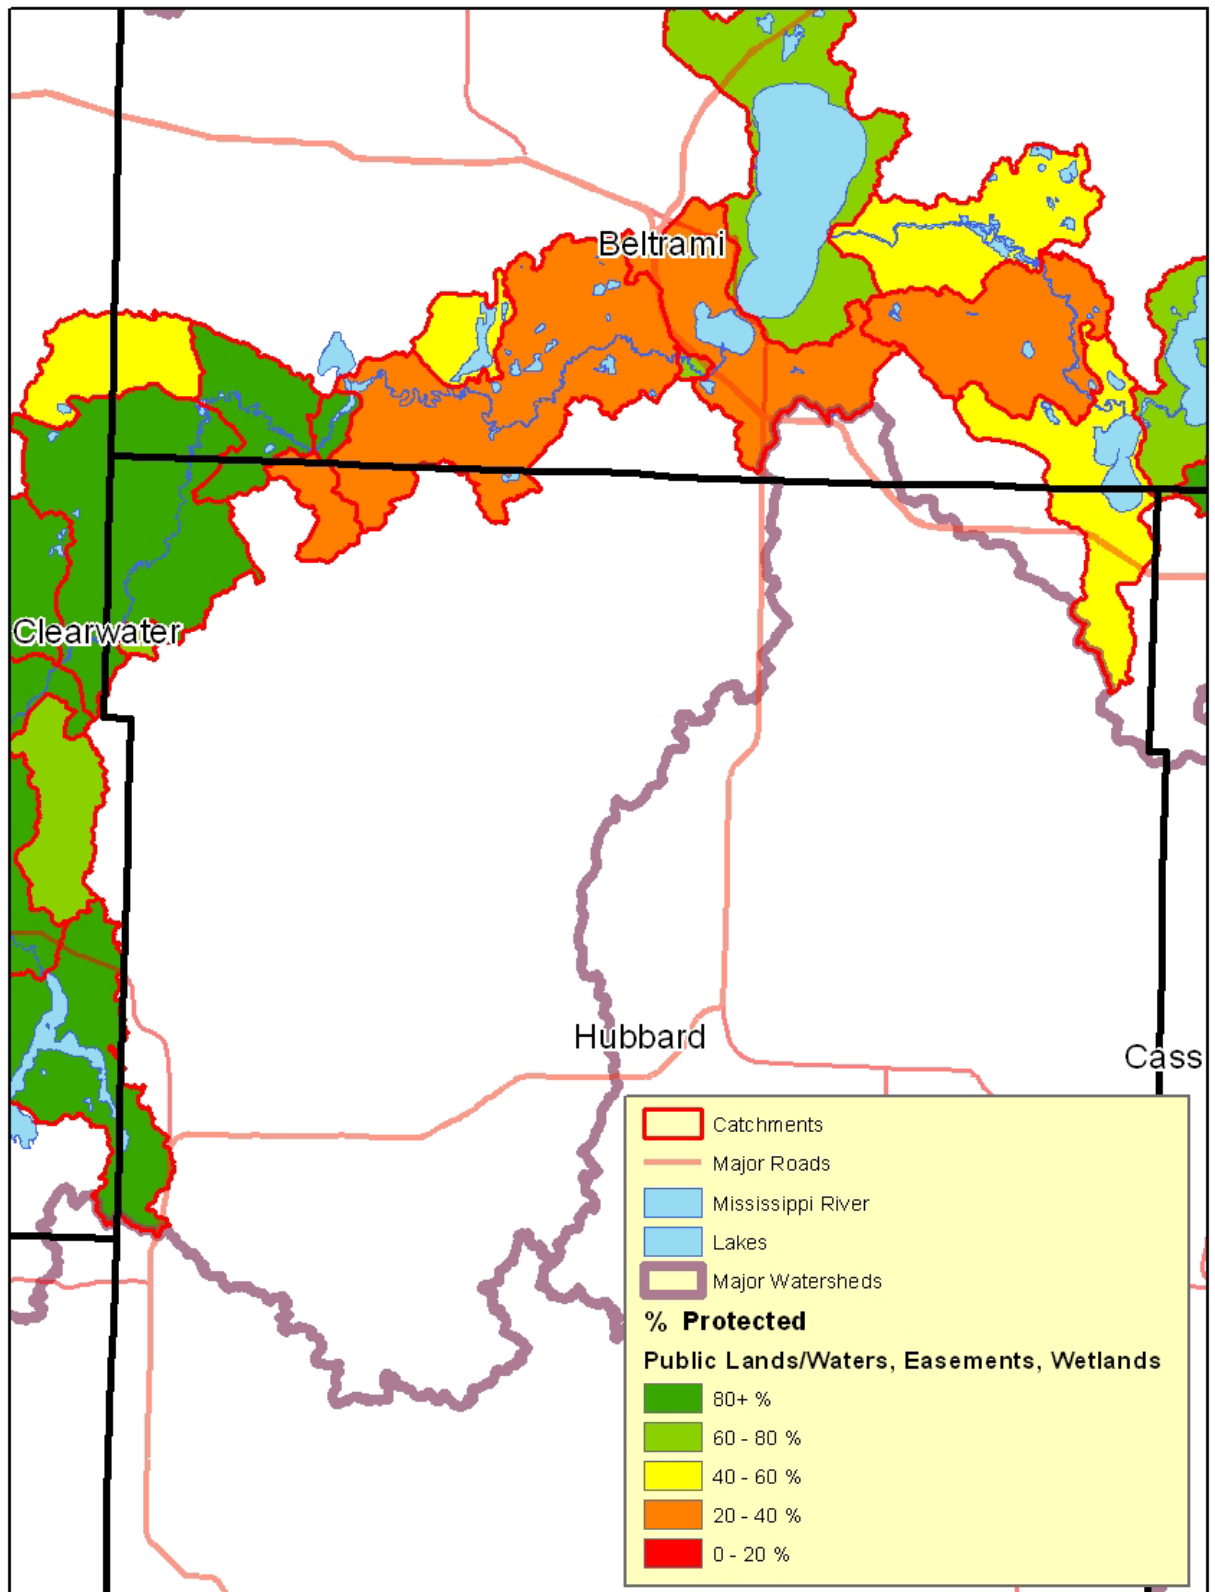 Beltrami
Clearwater
Hubbard
Cass
Catchments
Major Roads
Mississippi River
Lakes
Major Watersheds
% Protected
Public Lands/Waters, Easements, Wetlands
80+ %
60 - 80 %
40 - 60 %
20 - 40 %
0 - 20 %